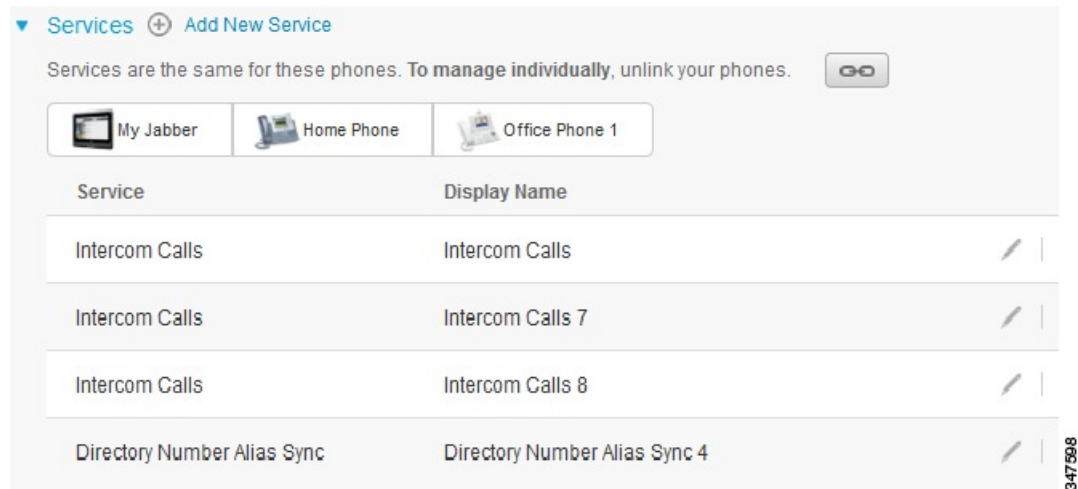 Services Add New Service
Services are the same for these phones. To manage individually, unlink your phones.
My Jabber Home Phone Office Phone 1
Service Display Name
Intercom Calls Intercom Calls
Intercom Calls Intercom Calls 7
Intercom Calls Intercom Calls 8
Directory Number Alias Sync Directory Number Alias Sync 4
347598